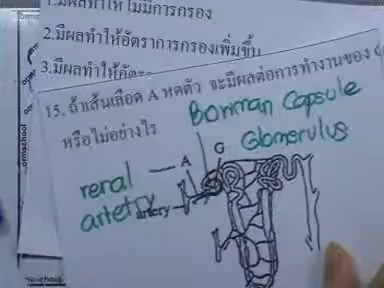 1.มีผลทำให้ไม่มีการกรอง
2.มีผลทำให้อัตราการกรองเพิ่มขึ้น
3.มีผลทำให้อัตร
15. ถ้าเส้นเลือด A หดตัว จะมีผลต่อการทำงานของ
หรือไม่อย่างไร
Bowman Capsule
Glomerulus
renal
artetry
A
G
artery
ormschool
ormschool
ormschool